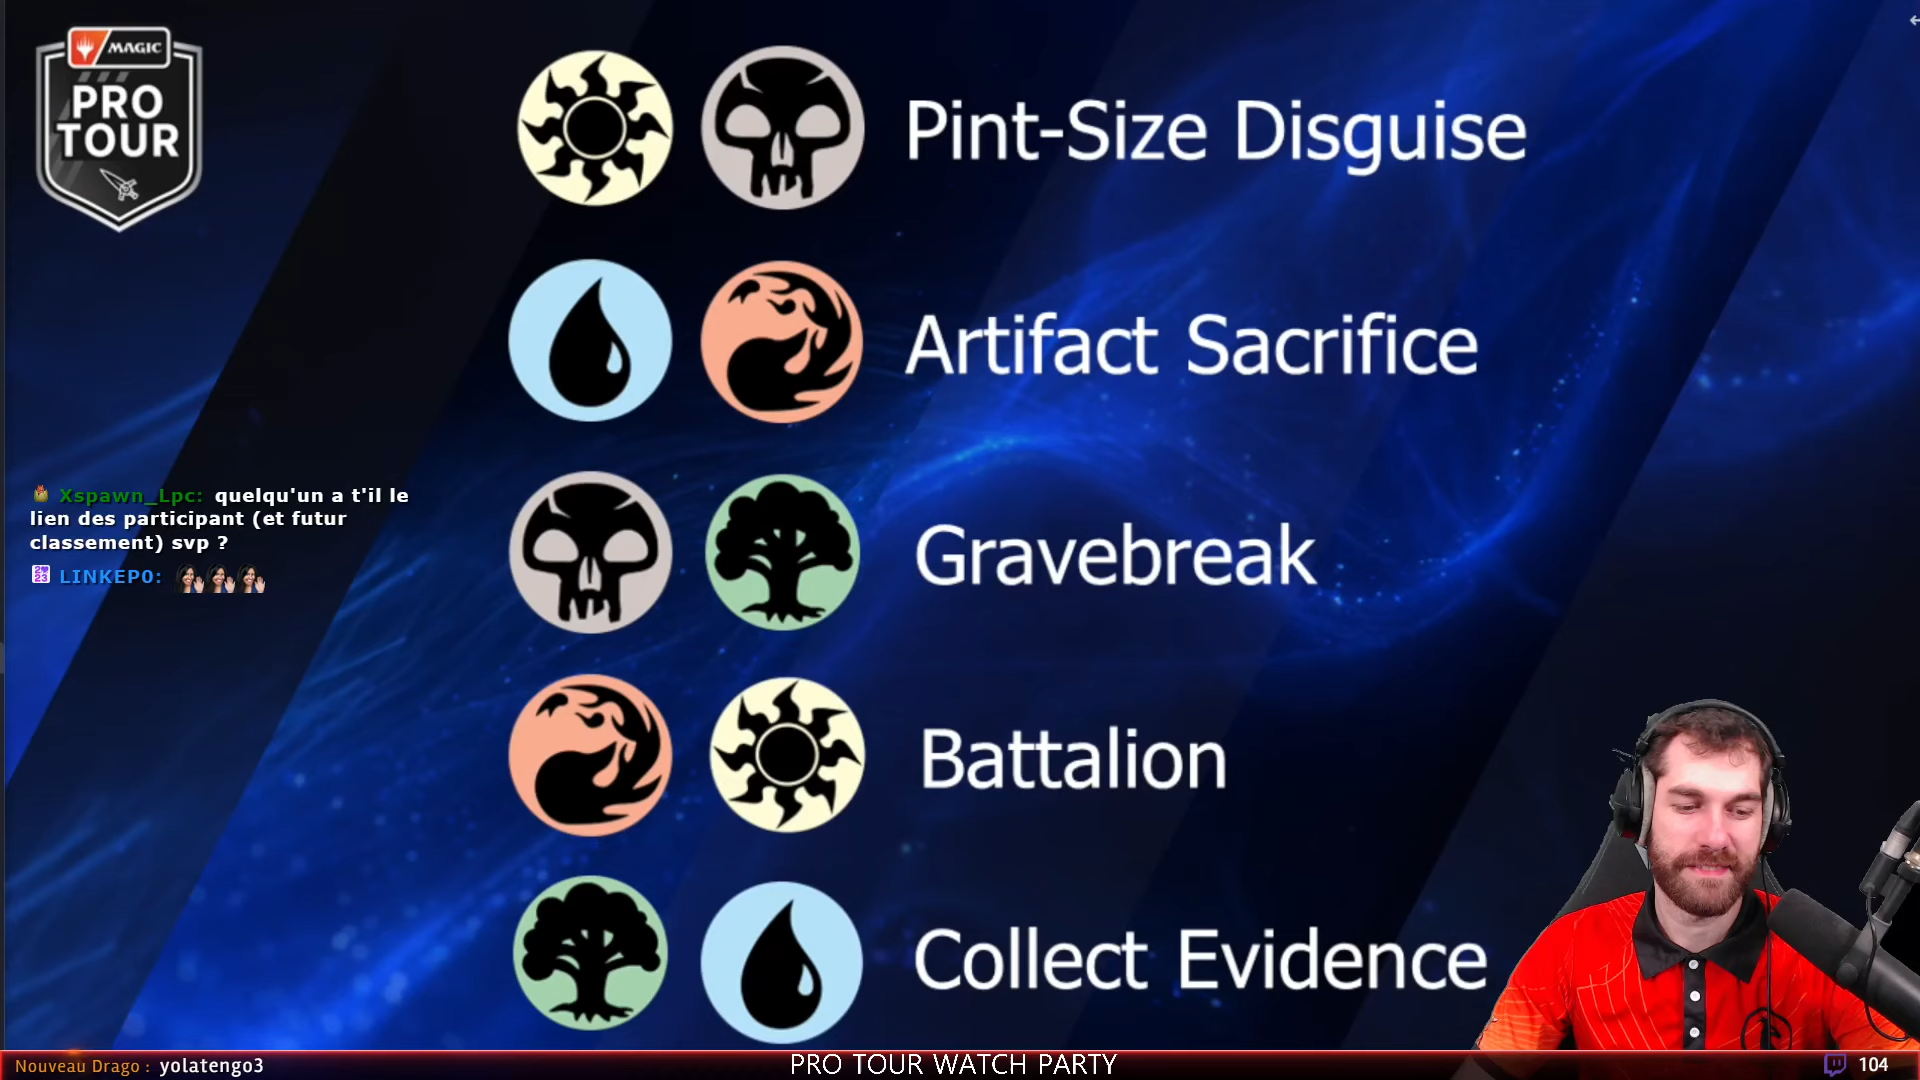 MAGIC
PRO
TOUR
Pint-Size Disguise
Artifact Sacrifice
Gravebreak
Battalion
Collect Evidence
Xspawn_Lpc: quelqu'un a t'il le
lien des participant (et futur
classement) svp ?
LINKEPO:
Nouveau Drago : yolatengo3
PRO TOUR WATCH PARTY
104